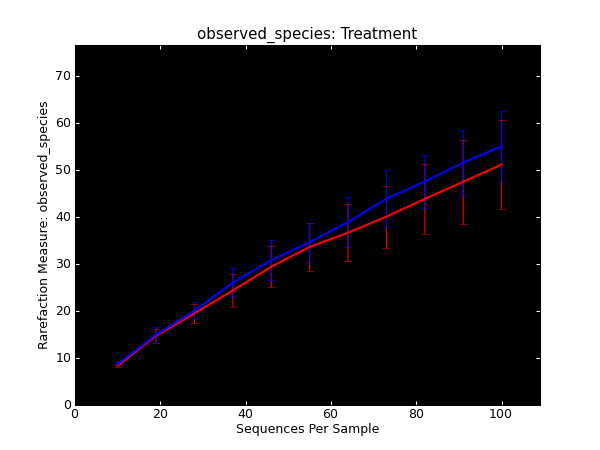 observed_species: Treatment
Rarefaction Measure: observed_species
70
60
50
40
30
20
10
0
0 20 40 60 80 100
Sequences Per Sample